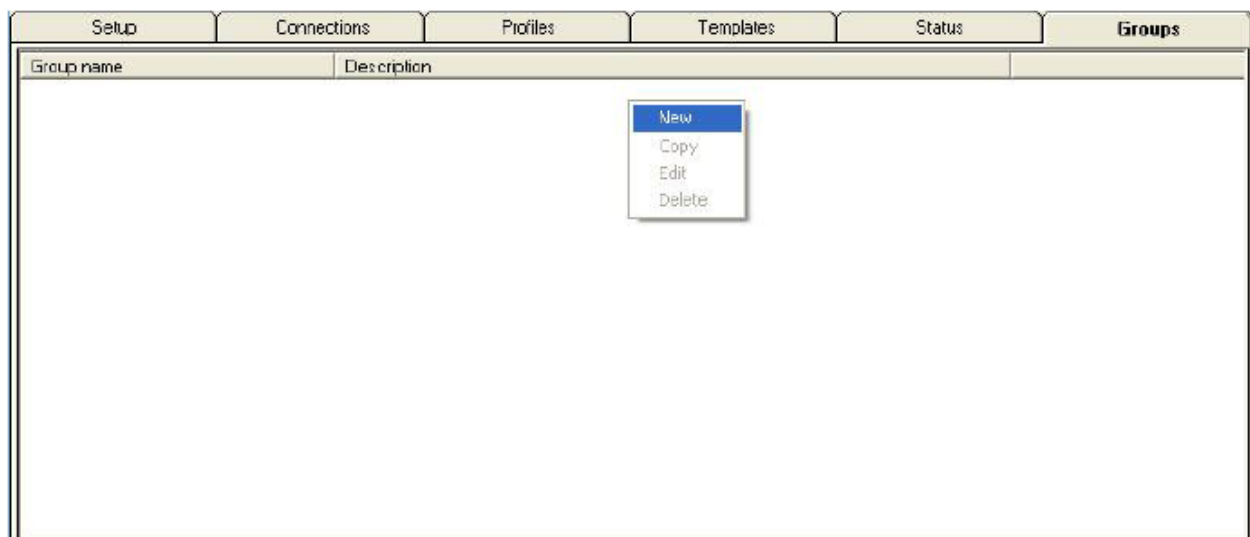 Setup Connections Profiles Templates Status Groups
Group name Description
New
Copy
Edit
Delete